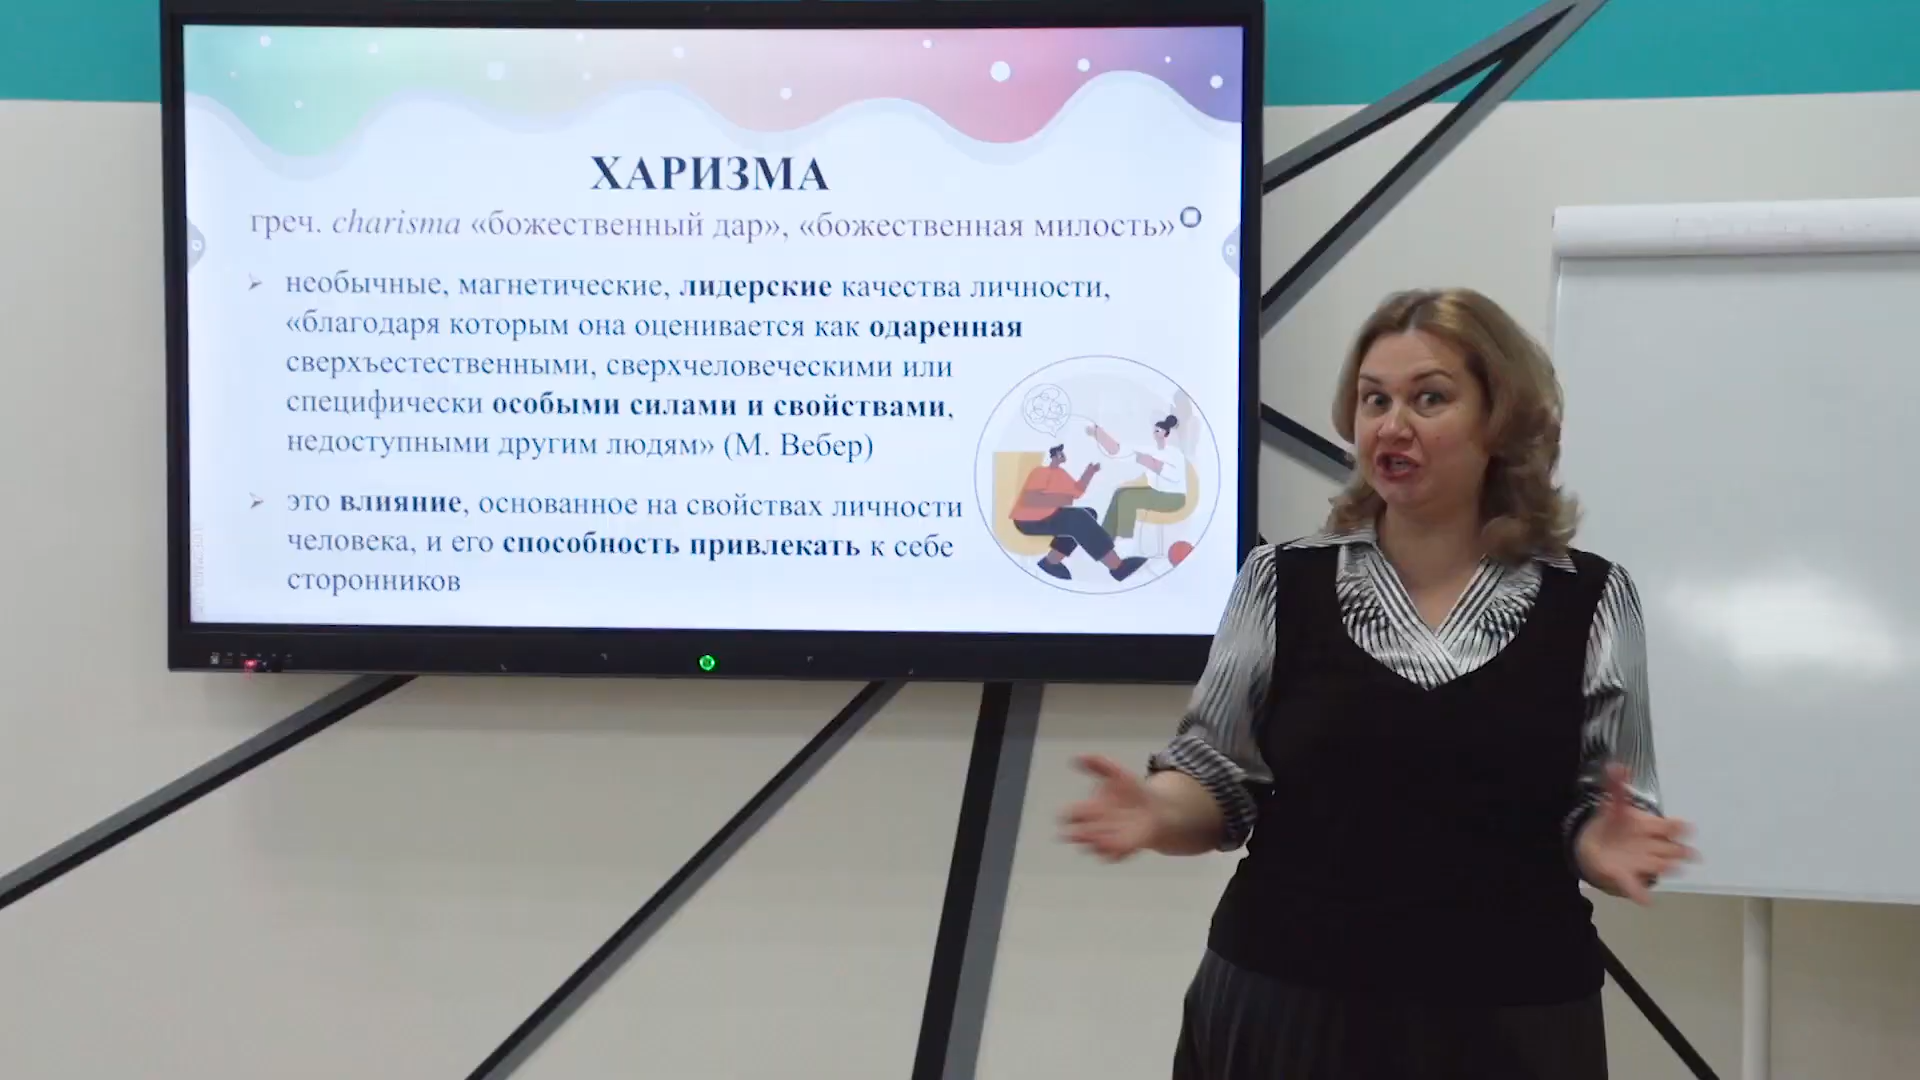 ХАРИЗМА
греч. charisma «божественный дар», «божественная милость»
необычные, магнетические, лидерские качества личности,
«благодаря которым она оценивается как одаренная
сверхъестественными, сверхчеловеческими или
специфически особыми силами и свойствами,
недоступными другим людям» (М. Вебер)
это влияние, основанное на свойствах личности
человека, и его способность привлекать к себе
сторонников